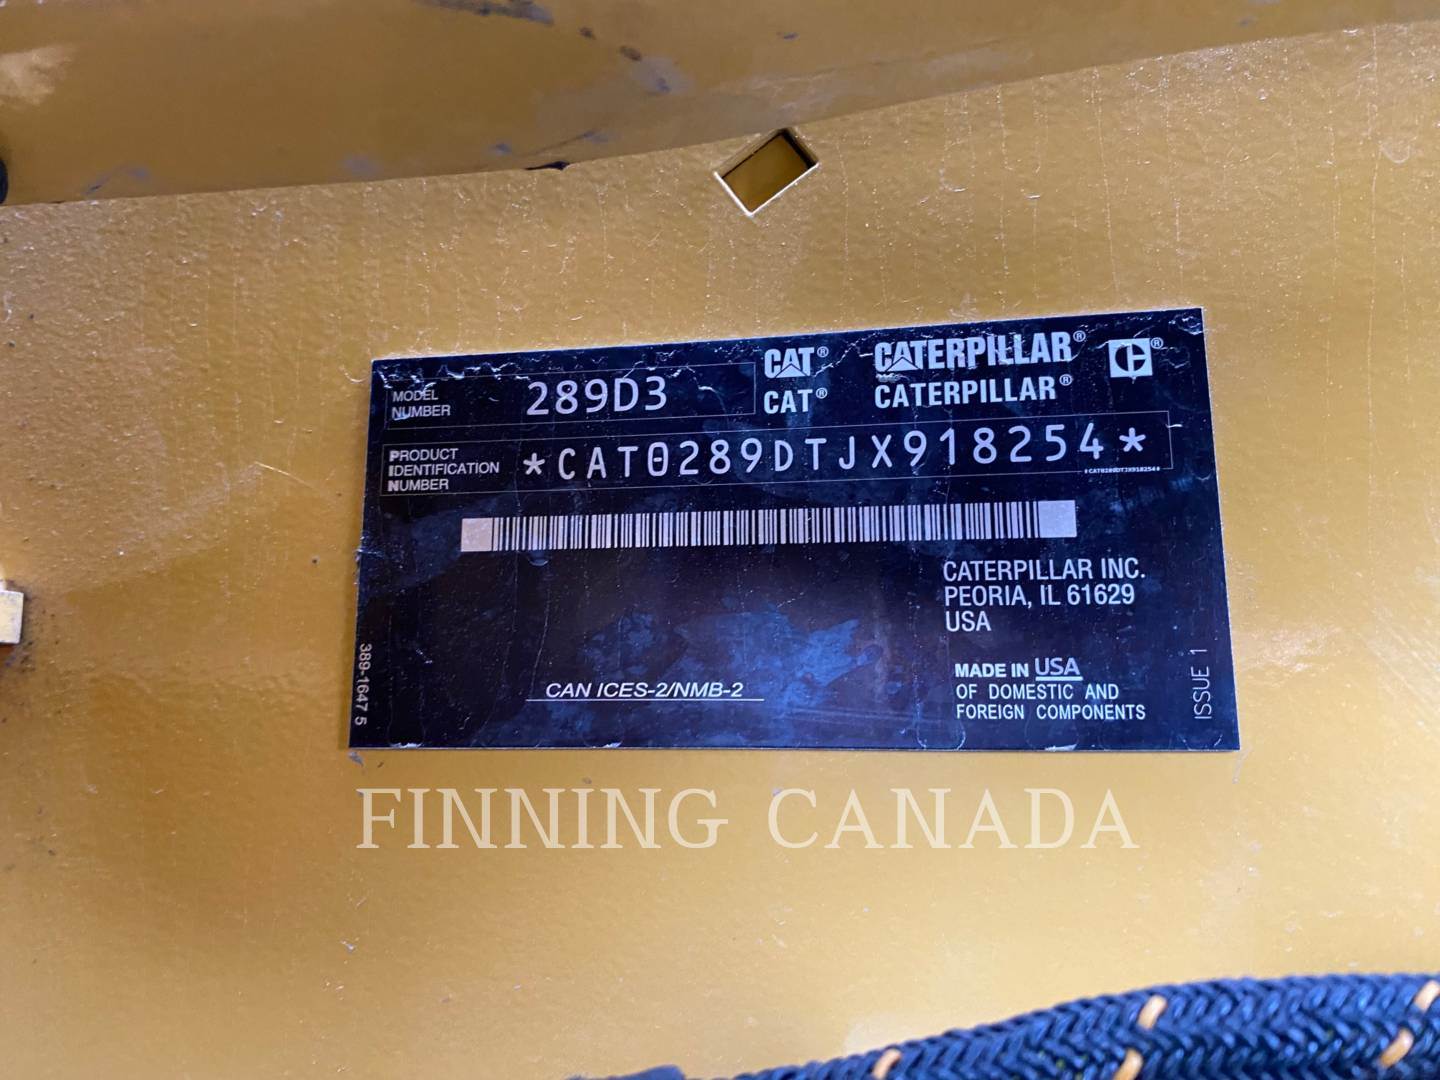 MODEL
NUMBER
289D3
CAT®
CAT®
CATERPILLAR®
CATERPILLAR®
C®
PRODUCT
IDENTIFICATION
NUMBER
*CAT0289DTJX918254*
*CAT0289DTJX918254*
CATERPILLAR INC.
PEORIA, IL 61629
USA
MADE IN USA
OF DOMESTIC AND
FOREIGN COMPONENTS
CAN ICES-2/NMB-2
389-1647 5
ISSUE 1
FINNING CANADA